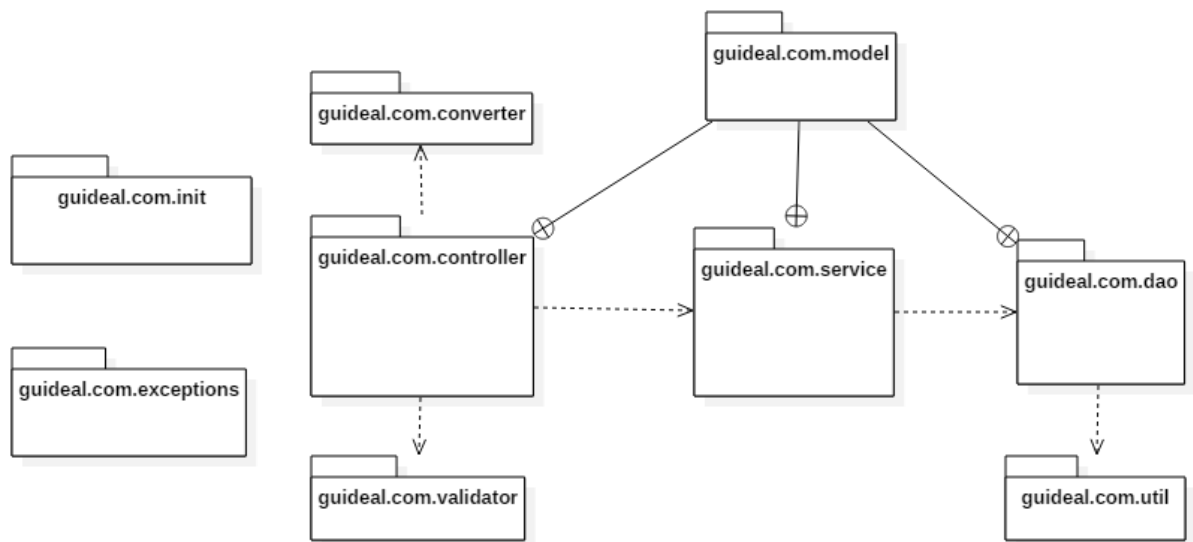 guideal.com.model
guideal.com.converter
guideal.com.init
guideal.com.controller
guideal.com.service
guideal.com.dao
guideal.com.exceptions
guideal.com.validator
guideal.com.util